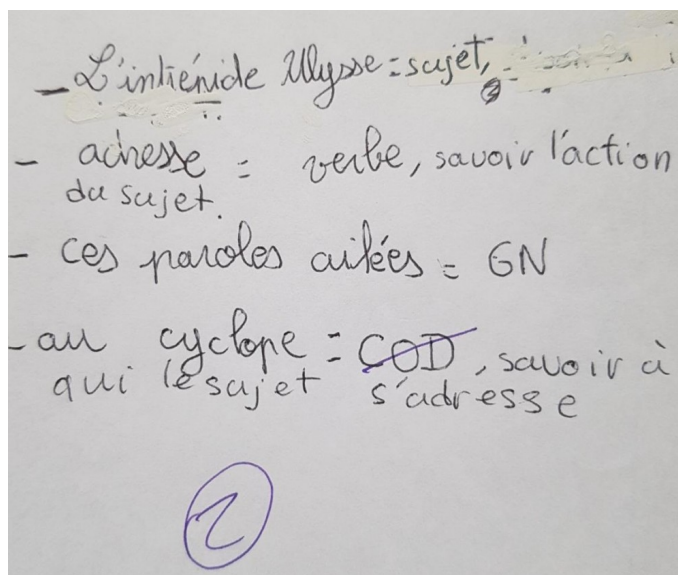 - L'intrépide Ulysse = sujet,
- adresse = verbe, savoir l'action
du sujet.
- ces paroles ailées = GN
- au cyclope = COD, savoir à
qui le sujet s'adresse
2